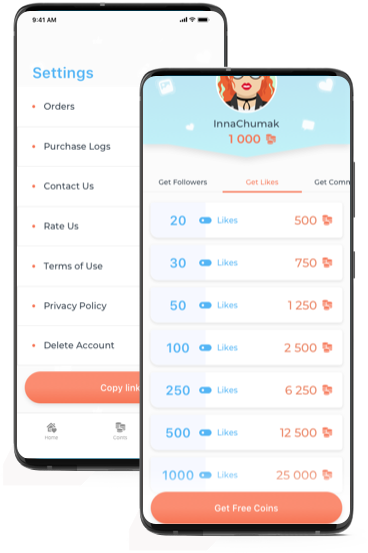 9:41 AM
Settings
Orders
Purchase Logs
Contact Us
Rate Us
Terms of Use
Privacy Policy
Delete Account
Copy link
Home
Coins
InnaChumak
1 000
Get Followers
Get Likes
Get Comm
20 Likes 500
30 Likes 750
50 Likes 1 250
100 Likes 2 500
250 Likes 6 250
500 Likes 12 500
1000 Likes 25 000
Get Free Coins